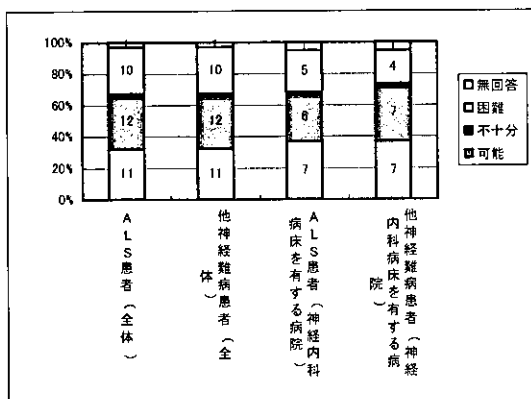 100%
80%
60%
40%
20%
0%
10
12
11
10
12
11
5
6
7
4
7
7
無回答
困難
不十分
可能
ALS患者(全体)
他神経難病患者(全
体)
ALS患者(神経内科
病床を有する病院)
他神経難病患者(神経
内科病床を有する病
院)